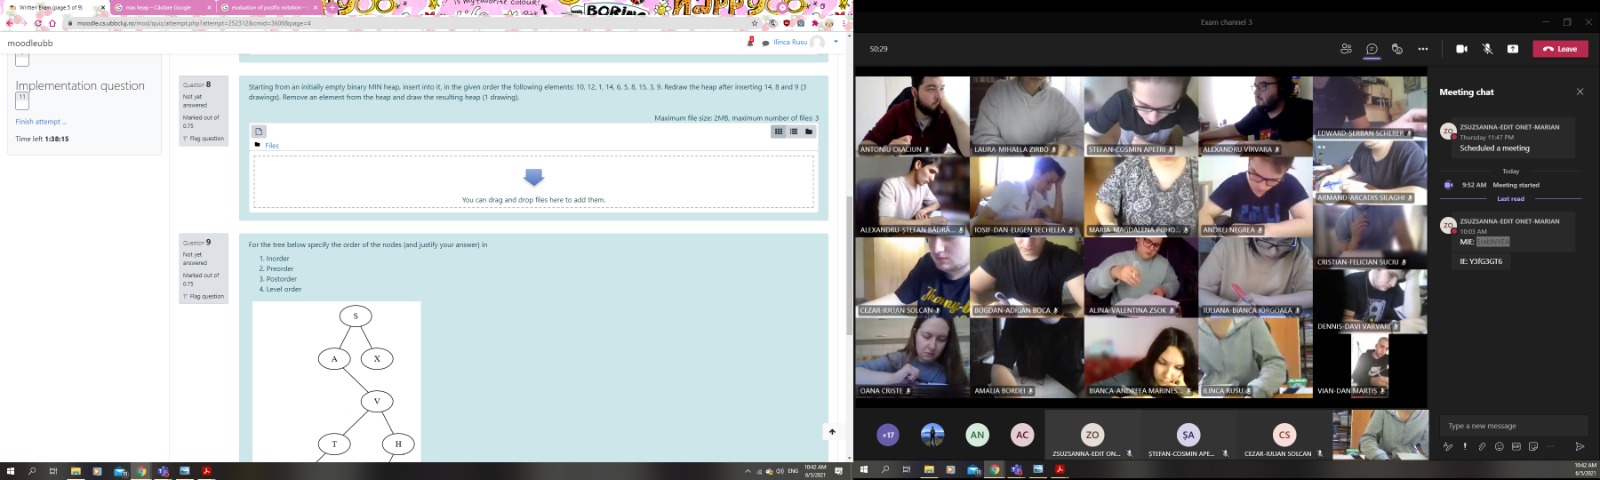 Written Exam (page 5 of 9)
max heap - Căutare Google
evaluation of postfix notation -
moodle.cs.ubbcluj.ro/mod/quiz/attempt.php?attempt=252312&cmid=3608&page=4
moodleubb
Ilinca Rusu
Implementation question
11
Finish attempt ...
Time left 1:38:15
Question 8
Not yet
answered
Marked out of
0.75
Flag question
Starting from an initially empty binary MIN heap, insert into it, in the given order the following elements: 10, 12, 1, 14, 6, 5, 8, 15, 3, 9. Redraw the heap after inserting 14, 8 and 9 (3
drawings). Remove an element from the heap and draw the resulting heap (1 drawing).
Maximum file size: 2MB, maximum number of files: 3
Files
You can drag and drop files here to add them.
Question 9
Not yet
answered
Marked out of
0.75
Flag question
For the tree below specify the order of the nodes (and justify your answer) in
1. Inorder
2. Preorder
3. Postorder
4. Level order
S
A X
V
T H
ENG
10:42 AM
6/5/2021
Exam channel 3
50:29
Leave
ANTONIU CRĂCIUN
LAURA-MIHAELA ZIRBO
ȘTEFAN-COSMIN APETRI
ALEXANDRU VÎRVARA
EDWARD-ȘERBAN SCHERER
ARMAND-ARCADIS SILAGHI
ALEXANDRU-ȘTEFAN BĂDRĂ...
IOSIF-DAN-EUGEN SECHELEA
MARIA-MAGDALENA PUHO...
ANDREI NEGREA
CRISTIAN-FELICIAN SUCIU
CEZAR-IULIAN SOLCAN
BOGDAN-ADRIAN BOCA
ALINA-VALENTINA ZSOK
IULIANA-BIANCA IORGOAEA
DENNIS-DAVI VARVARI
OANA CRISTE
AMALIA BORDEI
BIANCA-ANDREEA MARINES...
ILINCA RUSU
VIAN-DAN MARTIȘ
+17
AN
AC
ZO
ZSUZSANNA-EDIT ON...
ȘA
ȘTEFAN-COSMIN APE...
CS
CEZAR-IULIAN SOLCAN
Meeting chat
ZO
ZSUZSANNA-EDIT ONET-MARIAN
Thursday 11:47 PM
Scheduled a meeting
Today
9:52 AM Meeting started
Last read
ZO
ZSUZSANNA-EDIT ONET-MARIAN
10:03 AM
MIE:
IE: Y3fG3GT6
Type a new message
10:42 AM
6/5/2021